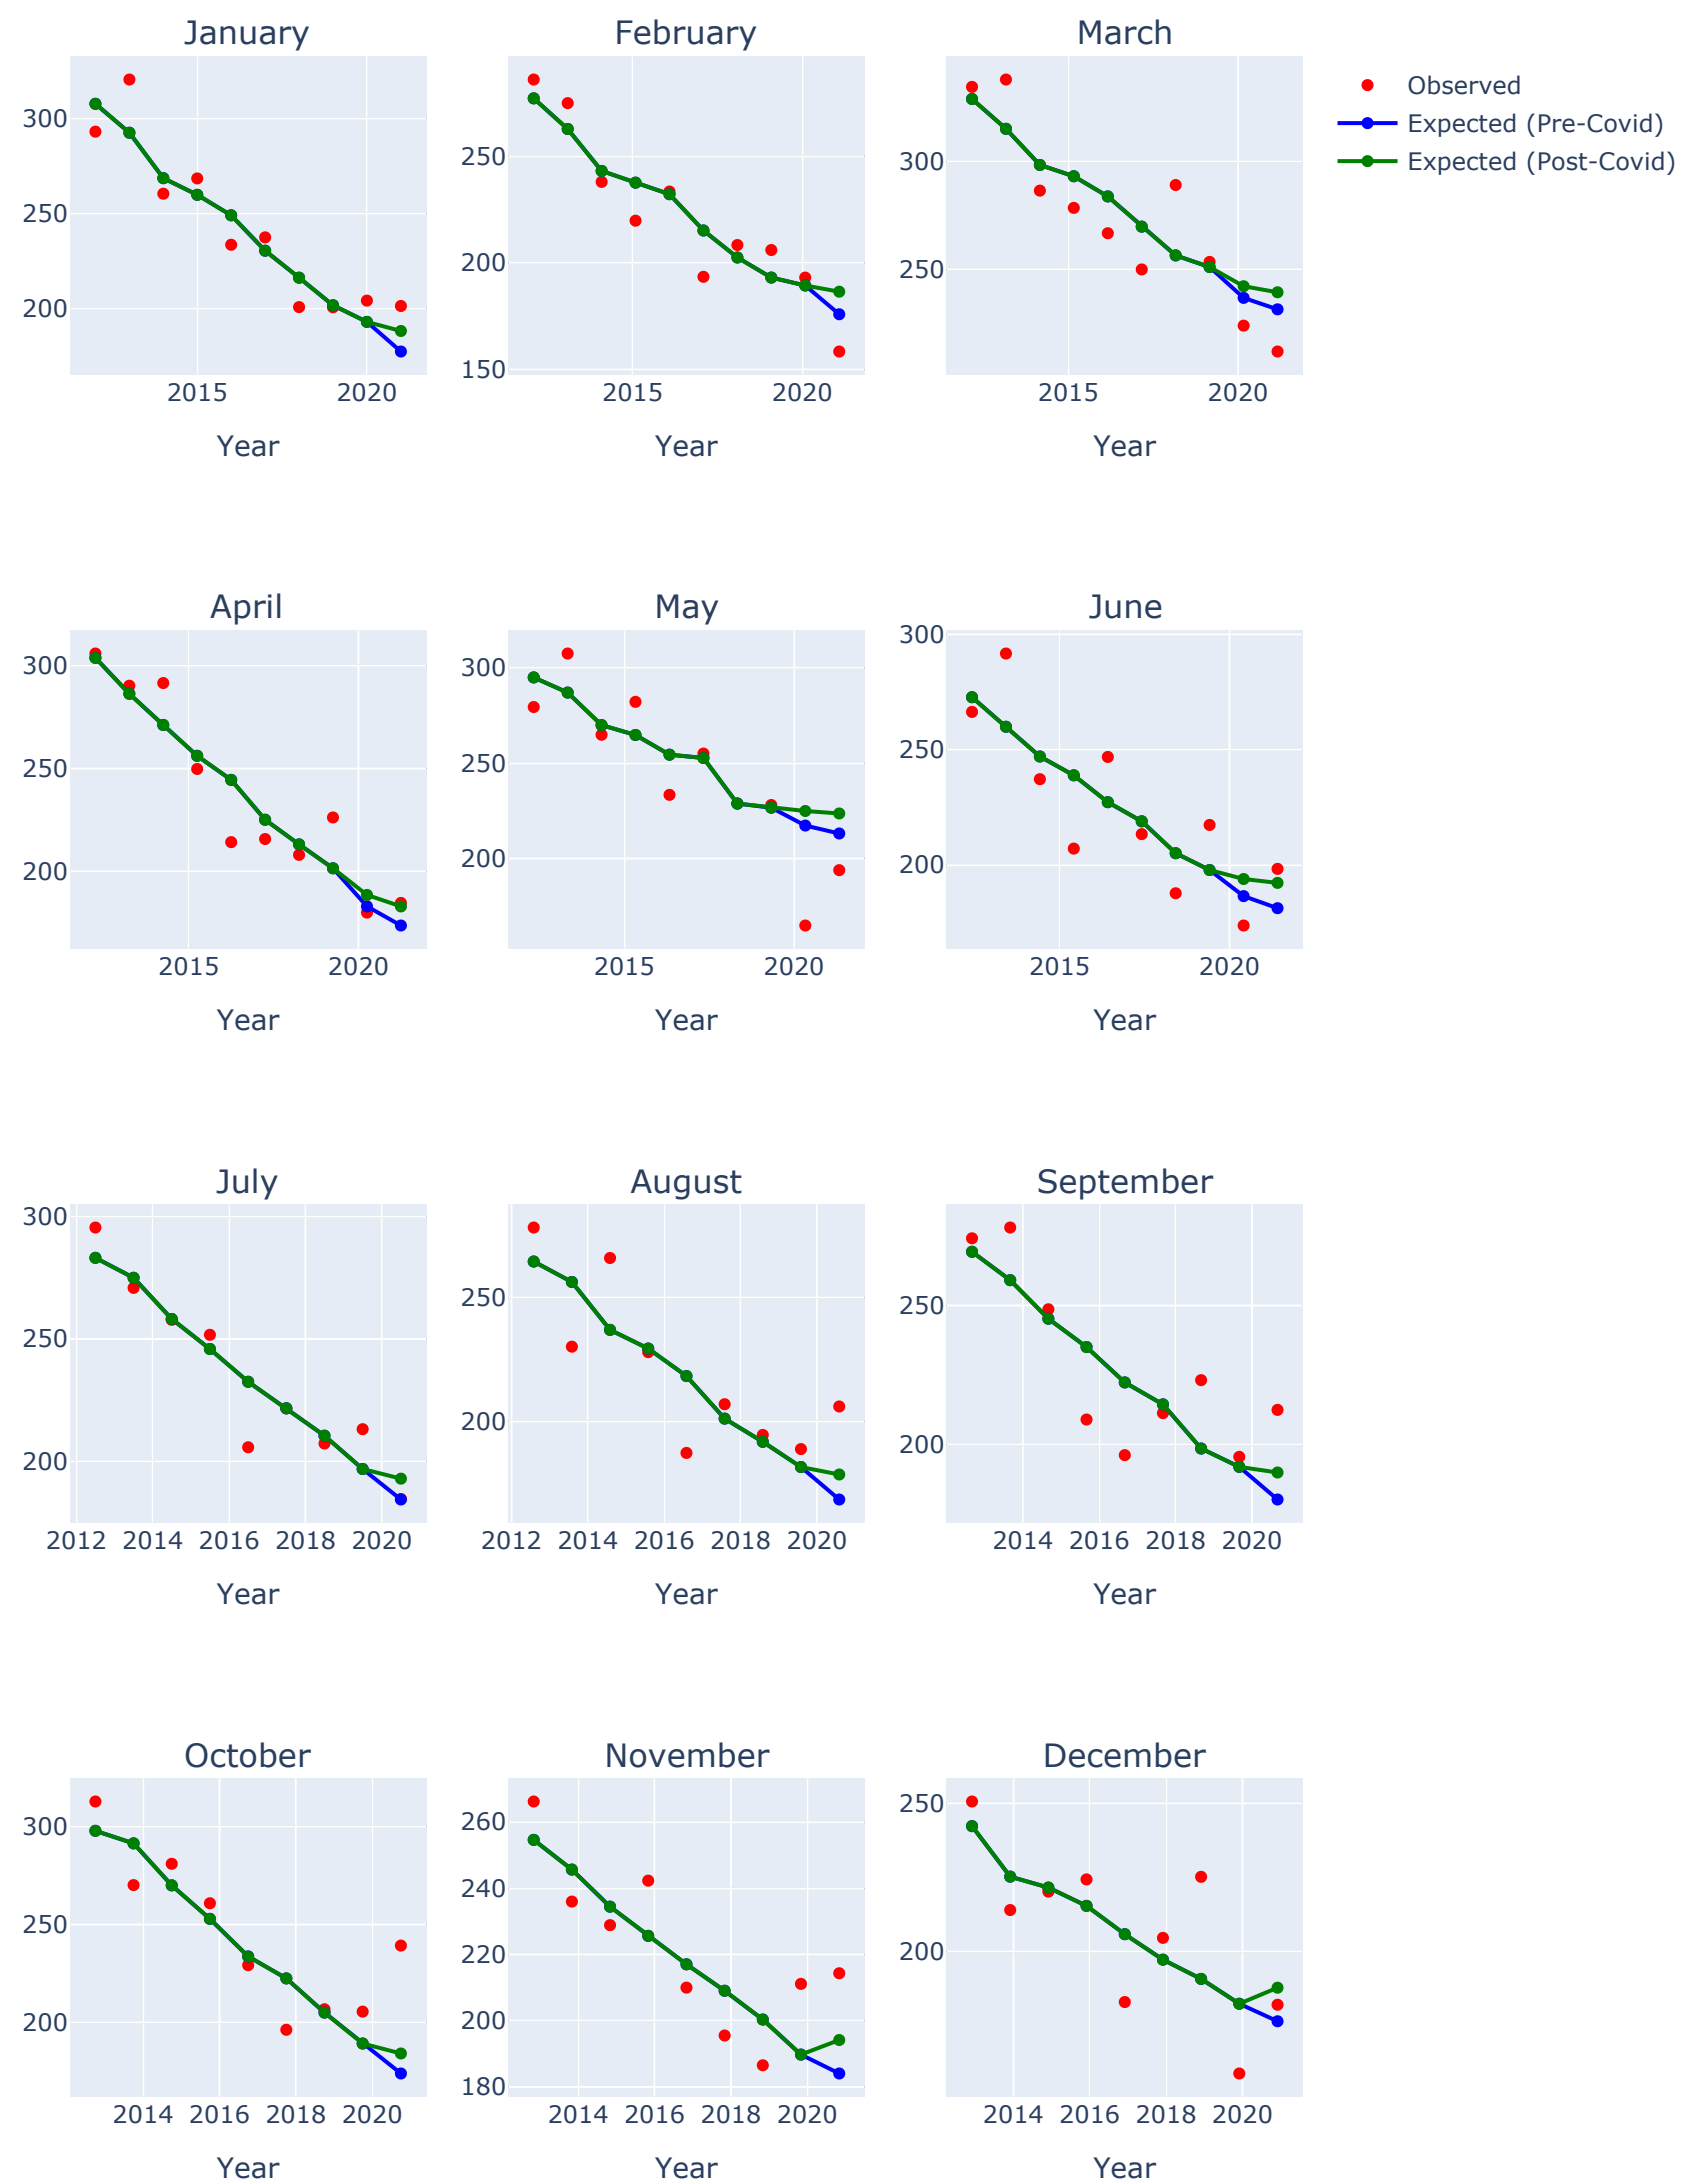 January
February
March
Observed
Expected (Pre-Covid)
Expected (Post-Covid)
300
250
200
2015
2020
Year
250
200
150
2015
2020
Year
300
250
2015
2020
Year
April
May
June
300
250
200
2015
2020
Year
300
250
200
2015
2020
Year
300
250
200
2015
2020
Year
July
August
September
300
250
200
2012 2014 2016 2018 2020
Year
250
200
2012 2014 2016 2018 2020
Year
250
200
2014 2016 2018 2020
Year
October
November
December
300
250
200
2014 2016 2018 2020
Year
260
240
220
200
180
2014 2016 2018 2020
Year
250
200
2014 2016 2018 2020
Year